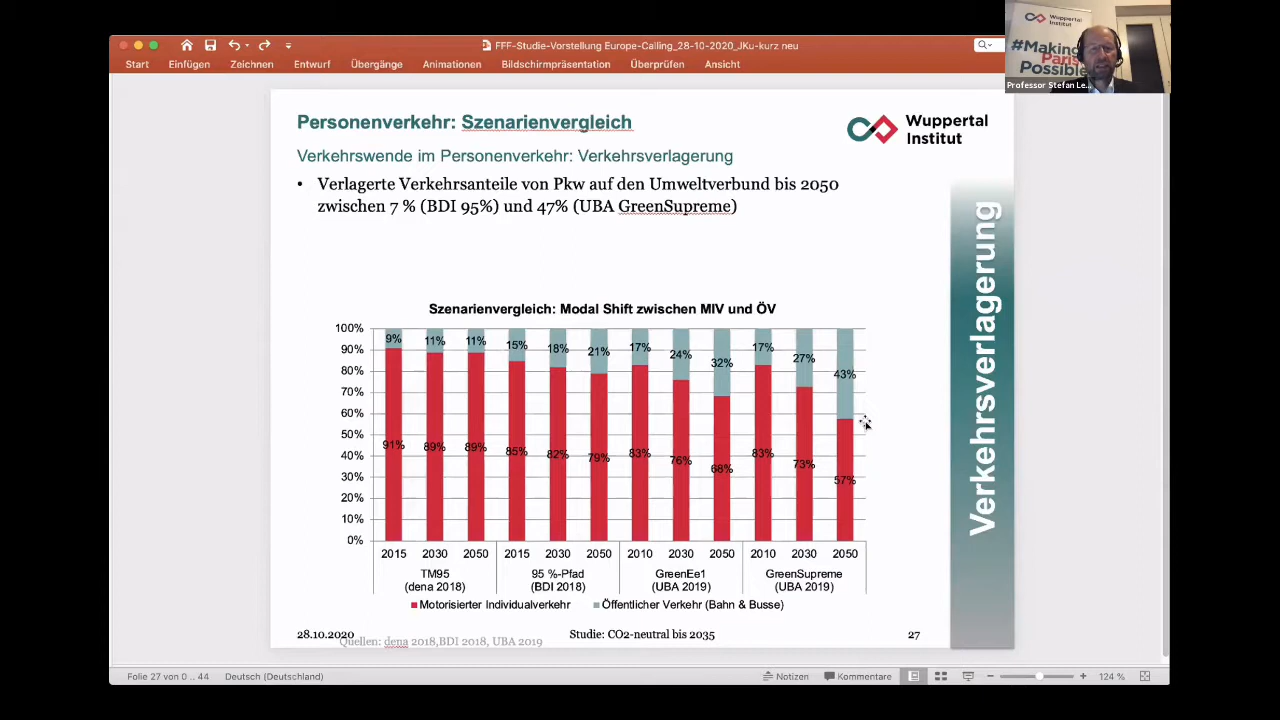 Wuppertal
Institut
#Making
Paris
Possible
Professor Stefan Le...
FFF-Studie-Vorstellung Europe-Calling_28-10-2020_JKu-kurz neu
Start Einfügen Zeichnen Entwurf Übergänge Animationen Bildschirmpräsentation Überprüfen Ansicht
Personenverkehr: Szenarienvergleich
Wuppertal
Institut
Verkehrswende im Personenverkehr: Verkehrsverlagerung
• Verlagerte Verkehrsanteile von Pkw auf den Umweltverbund bis 2050
zwischen 7 % (BDI 95%) und 47% (UBA GreenSupreme)
Verkehrsverlagerung
Szenarienvergleich: Modal Shift zwischen MIV und ÖV
100%
90%
80%
70%
60%
50%
40%
30%
20%
10%
0%
9% 11% 11% 15% 18% 21% 17% 24% 32% 17% 27% 43%
91% 89% 89% 85% 82% 79% 83% 76% 68% 83% 73% 57%
2015 2030 2050 2015 2030 2050 2010 2030 2050 2010 2030 2050
TM95 95 %-Pfad GreenEe1 GreenSupreme
(dena 2018) (BDI 2018) (UBA 2019) (UBA 2019)
Motorisierter Individualverkehr Öffentlicher Verkehr (Bahn & Busse)
28.10.2020 Studie: CO2-neutral bis 2035 27
Quellen: dena 2018,BDI 2018, UBA 2019
Folie 27 von 0 .. 44 Deutsch (Deutschland) Notizen Kommentare 124 %